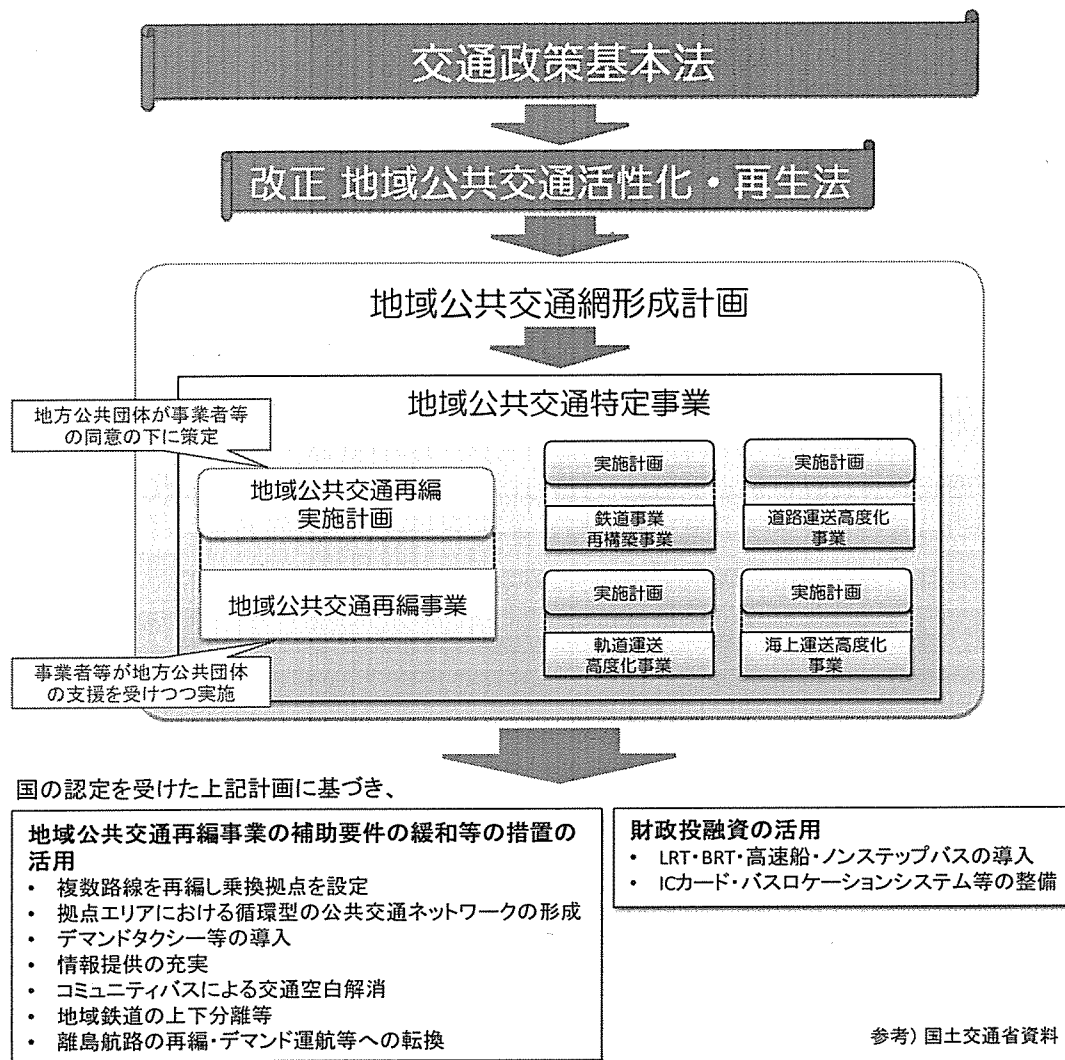 交通政策基本法
改正 地域公共交通活性化・再生法
地域公共交通網形成計画
地域公共交通特定事業
地方公共団体が事業者等
の同意の下に策定
地域公共交通再編
実施計画
地域公共交通再編事業
事業者等が地方公共団体
の支援を受けつつ実施
実施計画
鉄道事業
再構築事業
実施計画
道路運送高度化
事業
実施計画
軌道運送
高度化事業
実施計画
海上運送高度化
事業
国の認定を受けた上記計画に基づき、
地域公共交通再編事業の補助要件の緩和等の措置の
活用
• 複数路線を再編し乗換拠点を設定
• 拠点エリアにおける循環型の公共交通ネットワークの形成
• デマンドタクシー等の導入
• 情報提供の充実
• コミュニティバスによる交通空白解消
• 地域鉄道の上下分離等
• 離島航路の再編・デマンド運航等への転換
財政投融資の活用
• LRT・BRT・高速船・ノンステップバスの導入
• ICカード・バスロケーションシステム等の整備
参考）国土交通省資料